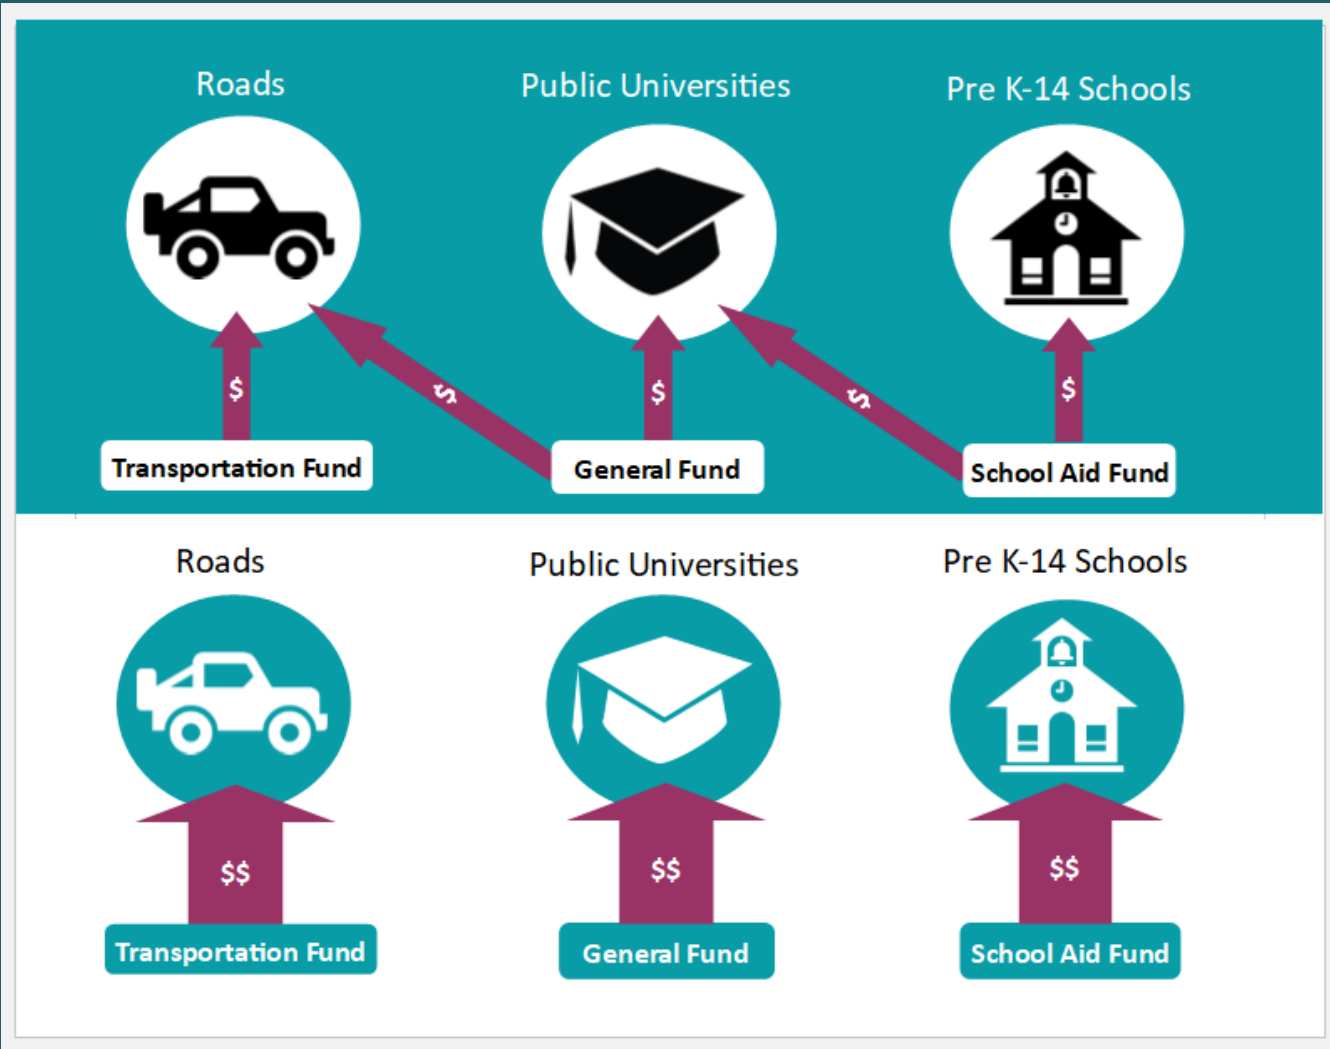 Roads
Public Universities
Pre K-14 Schools
$
$
$
$
$
Transportation Fund
General Fund
School Aid Fund
Roads
Public Universities
Pre K-14 Schools
$$
$$
$$
Transportation Fund
General Fund
School Aid Fund